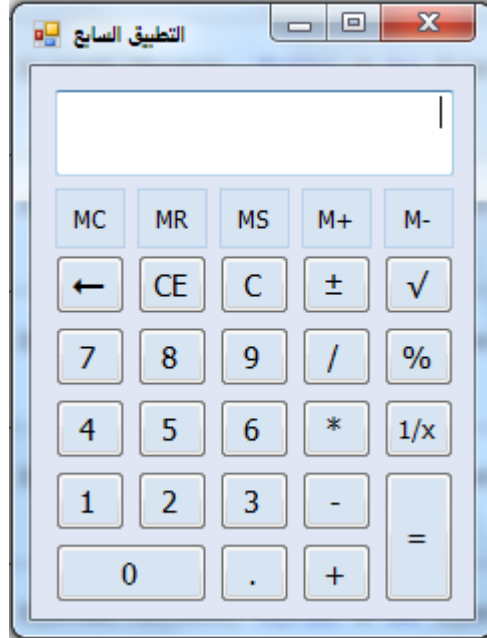 التطبيق السابع
MC MR MS M+ M-
← CE C ± √
7 8 9 / %
4 5 6 * 1/x
1 2 3 - =
0 . +